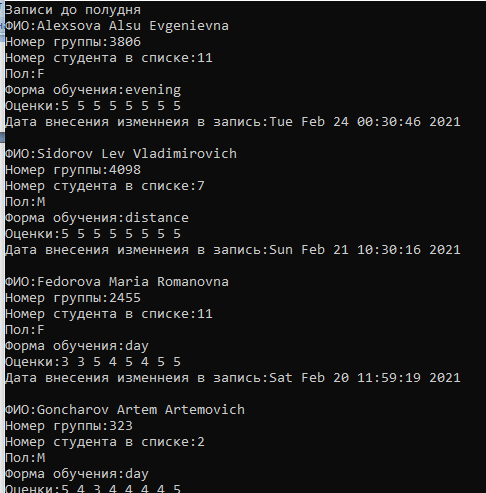 Записи до полудня
ФИО:Alexsova Alsu Evgenievna
Номер группы:3806
Номер студента в списке:11
Пол:F
Форма обучения:evening
Оценки:5 5 5 5 5 5 5 5
Дата внесения изменнеия в запись:Tue Feb 24 00:30:46 2021
ФИО:Sidorov Lev Vladimirovich
Номер группы:4098
Номер студента в списке:7
Пол:M
Форма обучения:distance
Оценки:5 5 5 5 5 5 5 5
Дата внесения изменнеия в запись:Sun Feb 21 10:30:16 2021
ФИО:Fedorova Maria Romanovna
Номер группы:2455
Номер студента в списке:11
Пол:F
Форма обучения:day
Оценки:3 3 5 4 5 4 5 5
Дата внесения изменнеия в запись:Sat Feb 20 11:59:19 2021
ФИО:Goncharov Artem Artemovich
Номер группы:323
Номер студента в списке:2
Пол:M
Форма обучения:day
Оценки:5 4 3 4 4 4 4 5